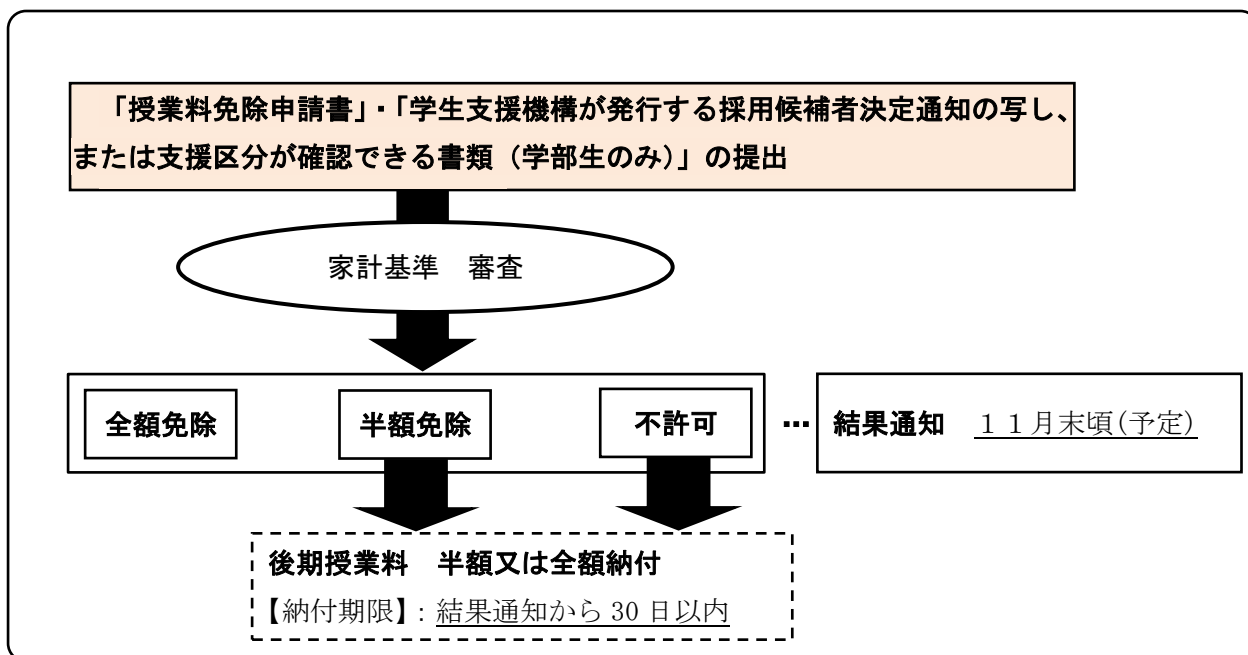 「授業料免除申請書」・「学生支援機構が発行する採用候補者決定通知の写し、
または支援区分が確認できる書類（学部生のみ）」の提出
家計基準　審査
全額免除
半額免除
不許可
… 結果通知　１１月末頃(予定)
後期授業料　半額又は全額納付
【納付期限】: 結果通知から 30 日以内